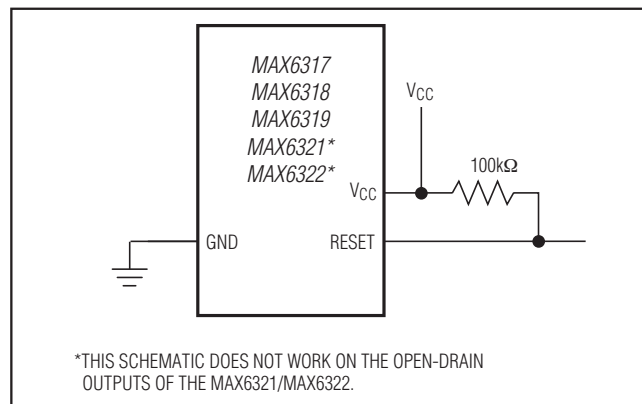 MAX6317
MAX6318
MAX6319
MAX6321*
MAX6322*
VCC
VCC
100kΩ
GND
RESET
*THIS SCHEMATIC DOES NOT WORK ON THE OPEN-DRAIN
OUTPUTS OF THE MAX6321/MAX6322.